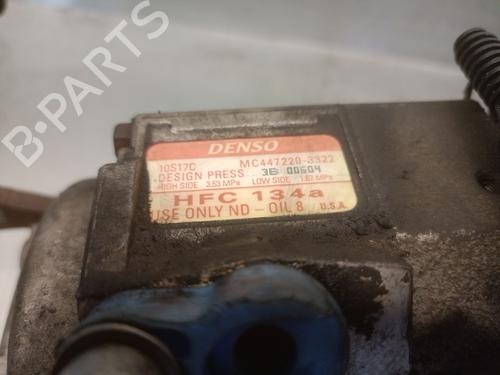 B-PARTS
DENSO
10S17C MC447220-3322
DESIGN PRESS 3B 00604
HIGH SIDE 3.53 MPa LOW SIDE 1.67 MPa
HFC 134a
USE ONLY ND-OIL 8 U.S.A.